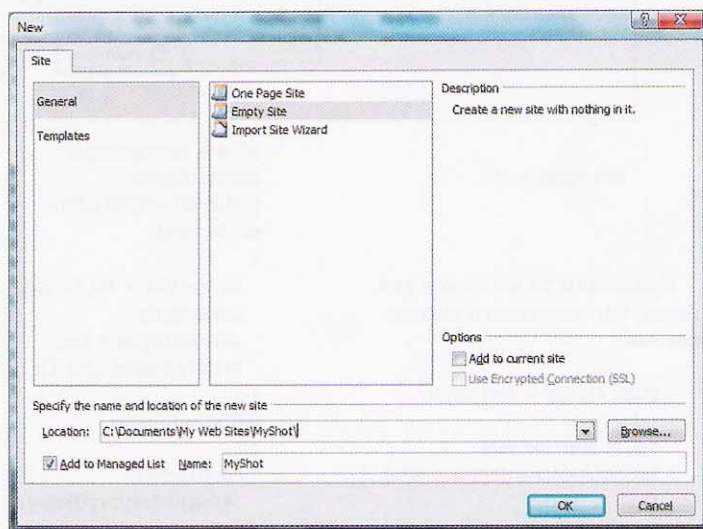 New
Site
General
Templates
One Page Site
Empty Site
Import Site Wizard
Description
Create a new site with nothing in it.
Options
Add to current site
Use Encrypted Connection (SSL)
Specify the name and location of the new site
Location: C:\Documents\My Web Sites\MyShot\ Browse...
Add to Managed List Name: MyShot
OK Cancel